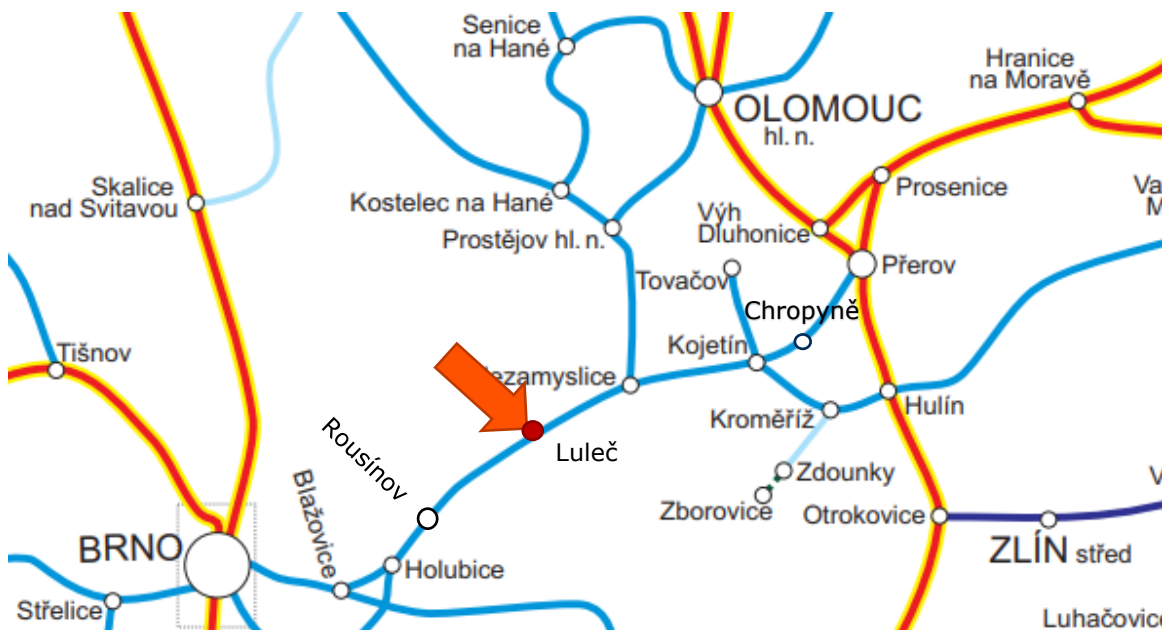 Senice
na Hané
Hranice
na Moravě
OLOMOUC
hl. n.
Skalice
nad Svitavou
Kostelec na Hané
Prosenice
Va
M
Výh
Dluhonice
Prostějov hl. n.
Tovačov
Přerov
Chropyně
Tišnov
Kojetín
ezamyslice
Kroměříž
Hulín
Luleč
Rousínov
Zdounky
Blažovice
Zborovice
Otrokovice
V
BRNO
ZLÍN střed
Holubice
Střelice
Luhačovice